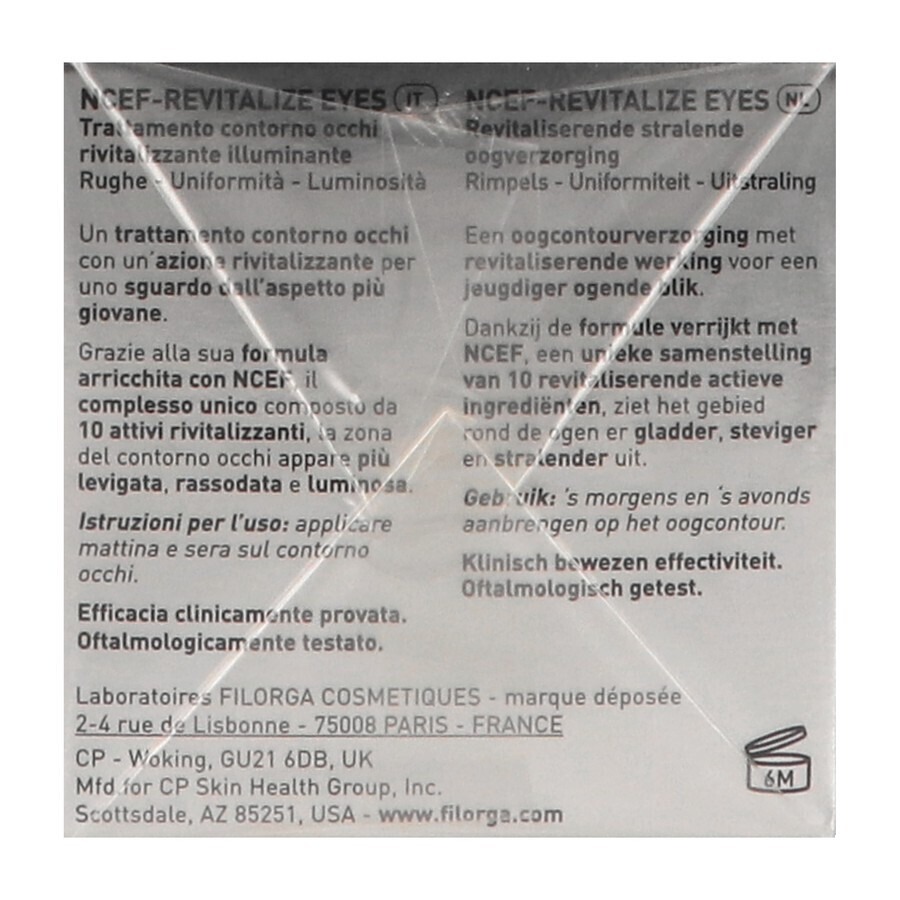 NCEF-REVITALIZE EYES IT
Trattamento contorno occhi
rivitalizzante illuminante
Rughe - Uniformità - Luminosità
Un trattamento contorno occhi
con un'azione rivitalizzante per
uno sguardo dall'aspetto più
giovane.
Grazie alla sua formula
arricchita con NCEF, il
complesso unico composto da
10 attivi rivitalizzanti, la zona
del contorno occhi appare più
levigata, rassodata e luminosa.
Istruzioni per l'uso: applicare
mattina e sera sul contorno
occhi.
Efficacia clinicamente provata.
Oftalmologicamente testato.
NCEF-REVITALIZE EYES NL
Revitaliserende stralende
oogverzorging
Rimpels - Uniformiteit - Uitstraling
Een oogcontourverzorging met
revitaliserende werking voor een
jeugdiger ogende blik.
Dankzij de formule verrijkt met
NCEF, een unieke samenstelling
van 10 revitaliserende actieve
ingrediënten, ziet het gebied
rond de ogen er gladder, steviger
en stralender uit.
Gebruik: 's morgens en 's avonds
aanbrengen op het oogcontour.
Klinisch bewezen effectiviteit.
Oftalmologisch getest.
Laboratoires FILORGA COSMETIQUES - marque déposée
2-4 rue de Lisbonne - 75008 PARIS - FRANCE
CP - Woking, GU21 6DB, UK
Mfd for CP Skin Health Group, Inc.
Scottsdale, AZ 85251, USA - www.filorga.com
6M